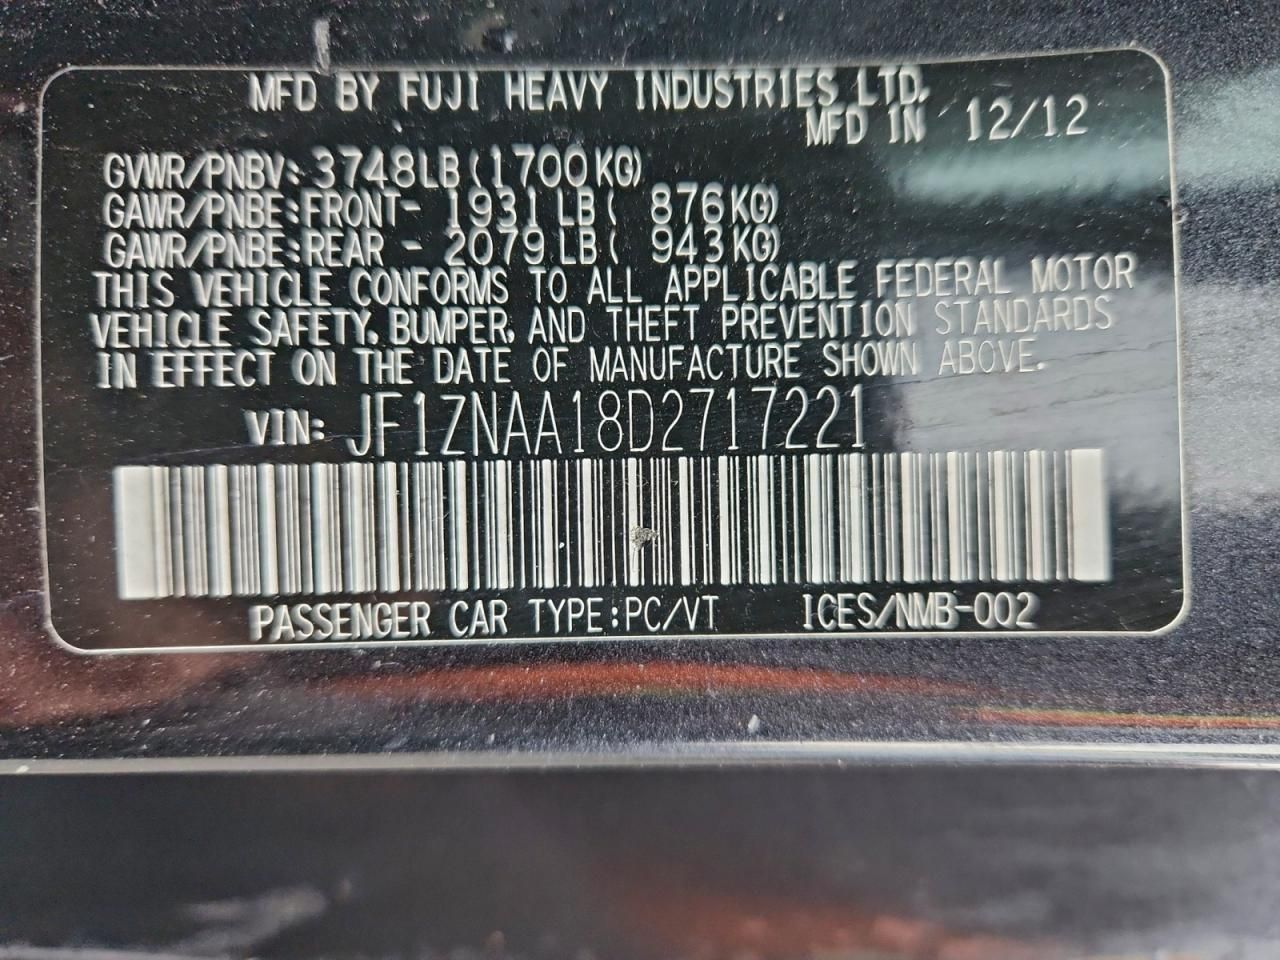 MFD BY FUJI HEAVY INDUSTRIES LTD.
MFD IN 12/12
GVWR/PNBV: 3748LB(1700KG)
GAWR/PNBE:FRONT- 1931LB( 876KG)
GAWR/PNBE:REAR - 2079LB( 943KG)
THIS VEHICLE CONFORMS TO ALL APPLICABLE FEDERAL MOTOR
VEHICLE SAFETY, BUMPER, AND THEFT PREVENTION STANDARDS
IN EFFECT ON THE DATE OF MANUFACTURE SHOWN ABOVE.
VIN: JF1ZNAA18D2717221
PASSENGER CAR TYPE:PC/VT ICES/NMB-002